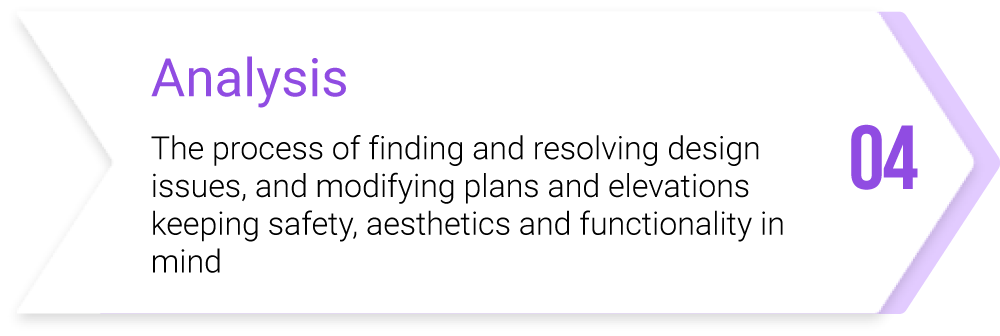 Analysis
The process of finding and resolving design
issues, and modifying plans and elevations
keeping safety, aesthetics and functionality in
mind
04